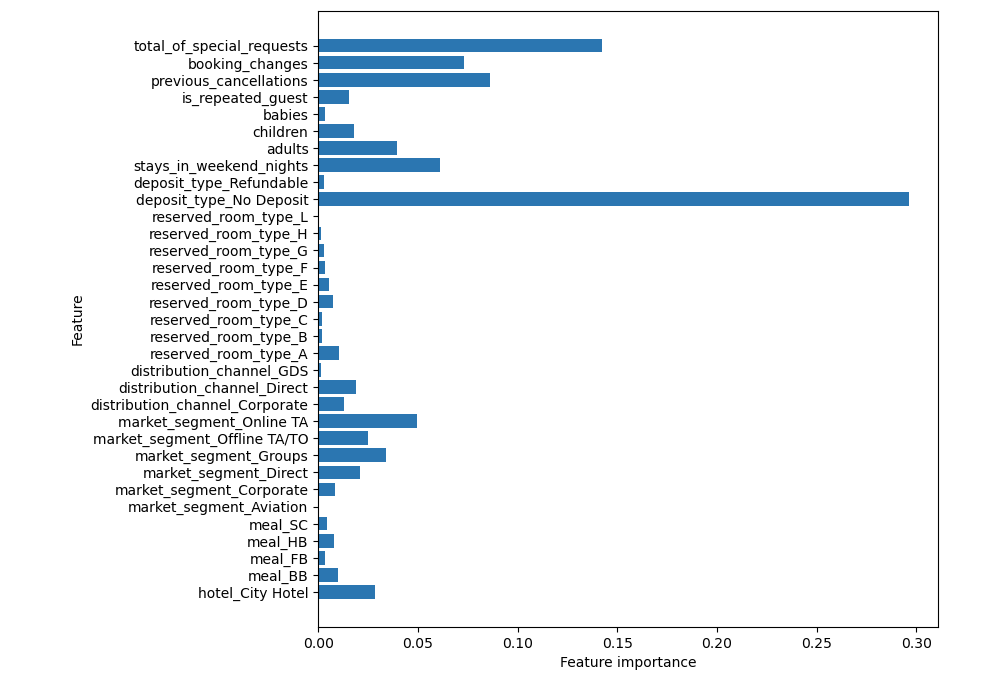 total_of_special_requests
booking_changes
previous_cancellations
is_repeated_guest
babies
children
adults
stays_in_weekend_nights
deposit_type_Refundable
deposit_type_No Deposit
reserved_room_type_L
reserved_room_type_H
reserved_room_type_G
reserved_room_type_F
reserved_room_type_E
reserved_room_type_D
reserved_room_type_C
reserved_room_type_B
reserved_room_type_A
distribution_channel_GDS
distribution_channel_Direct
distribution_channel_Corporate
market_segment_Online TA
market_segment_Offline TA/TO
market_segment_Groups
market_segment_Direct
market_segment_Corporate
market_segment_Aviation
meal_SC
meal_HB
meal_FB
meal_BB
hotel_City Hotel
Feature
0.00 0.05 0.10 0.15 0.20 0.25 0.30
Feature importance